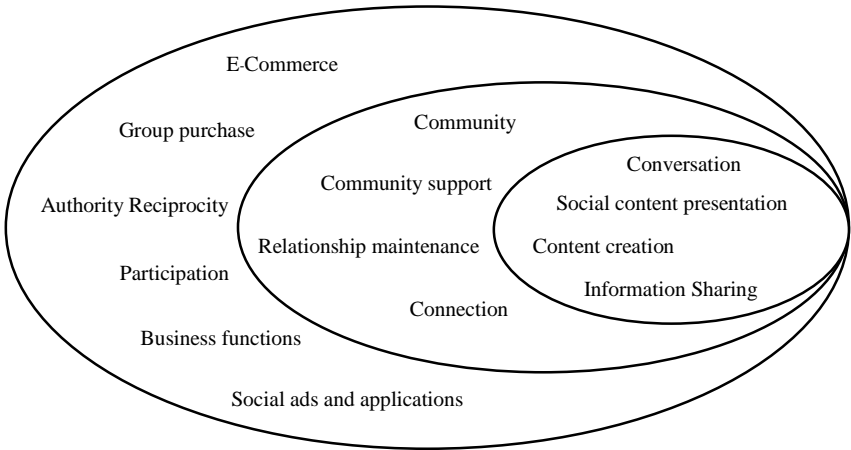 E-Commerce
Group purchase
Authority Reciprocity
Participation
Business functions
Social ads and applications
Community
Community support
Relationship maintenance
Connection
Conversation
Social content presentation
Content creation
Information Sharing